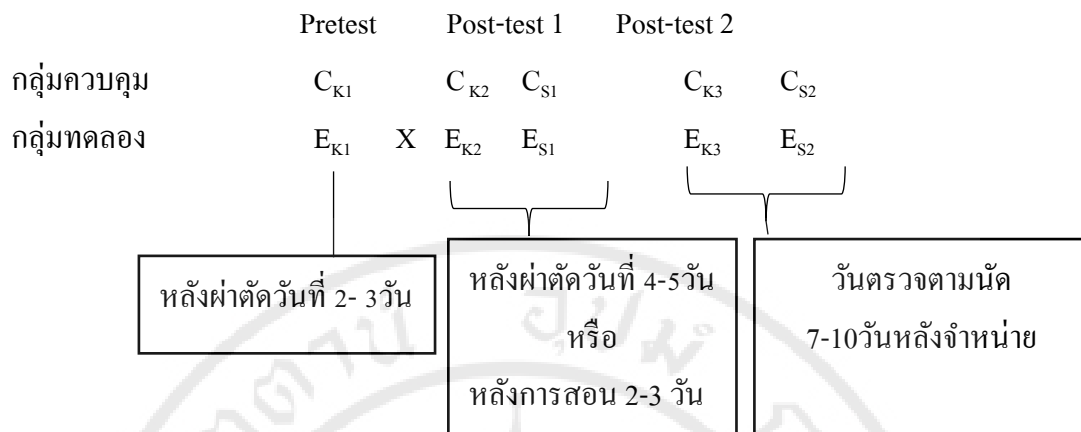 Pretest Post-test 1 Post-test 2
กลุ่มควบคุม C_K1 C_K2 C_S1 C_K3 C_S2
กลุ่มทดลอง E_K1 X E_K2 E_S1 E_K3 E_S2
หลังผ่าตัดวันที่ 2- 3วัน
หลังผ่าตัดวันที่ 4-5วัน
หรือ
หลังการสอน 2-3 วัน
วันตรวจตามนัด
7-10วันหลังจำหน่าย